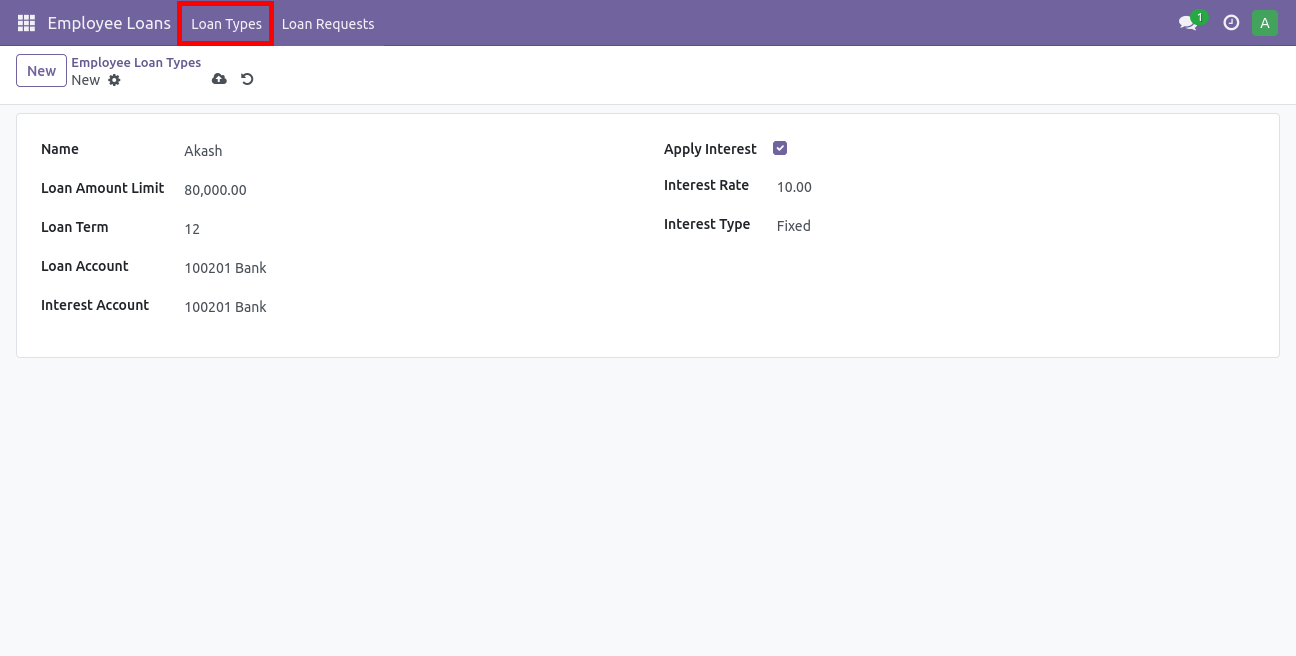 Employee Loans Loan Types Loan Requests 1 A
New
Employee Loan Types
New
Name Akash
Loan Amount Limit 80,000.00
Loan Term 12
Loan Account 100201 Bank
Interest Account 100201 Bank
Apply Interest
Interest Rate 10.00
Interest Type Fixed